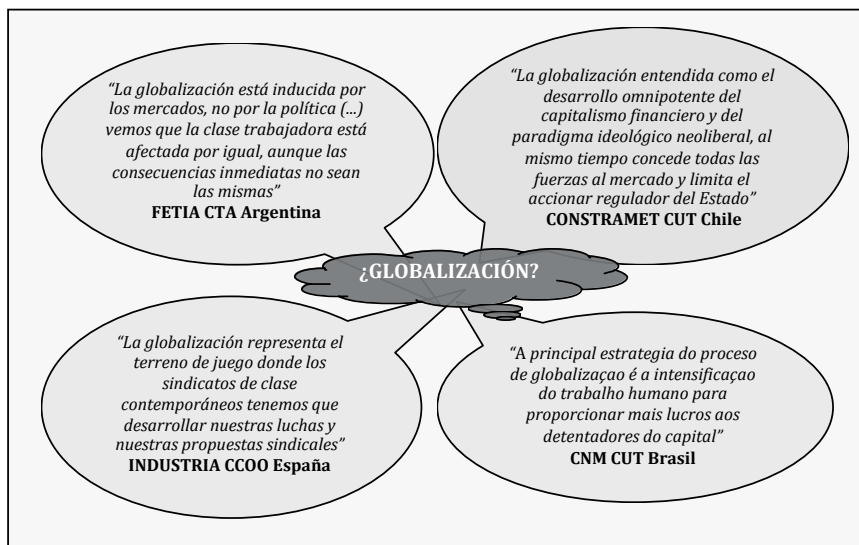 “La globalización está inducida por
los mercados, no por la política (...)
vemos que la clase trabajadora está
afectada por igual, aunque las
consecuencias inmediatas no sean
las mismas”
FETIA CTA Argentina
“La globalización entendida como el
desarrollo omnipotente del
capitalismo financiero y del
paradigma ideológico neoliberal, al
mismo tiempo concede todas las
fuerzas al mercado y limita el
accionar regulador del Estado”
CONSTRAMET CUT Chile
¿GLOBALIZACIÓN?
“La globalización representa el
terreno de juego donde los
sindicatos de clase
contemporáneos tenemos que
desarrollar nuestras luchas y
nuestras propuestas sindicales”
INDUSTRIA CCOO España
“A principal estrategia do proceso
de globalizaçao é a intensificaçao
do trabalho humano para
proporcionar mais lucros aos
detentadores do capital”
CNM CUT Brasil